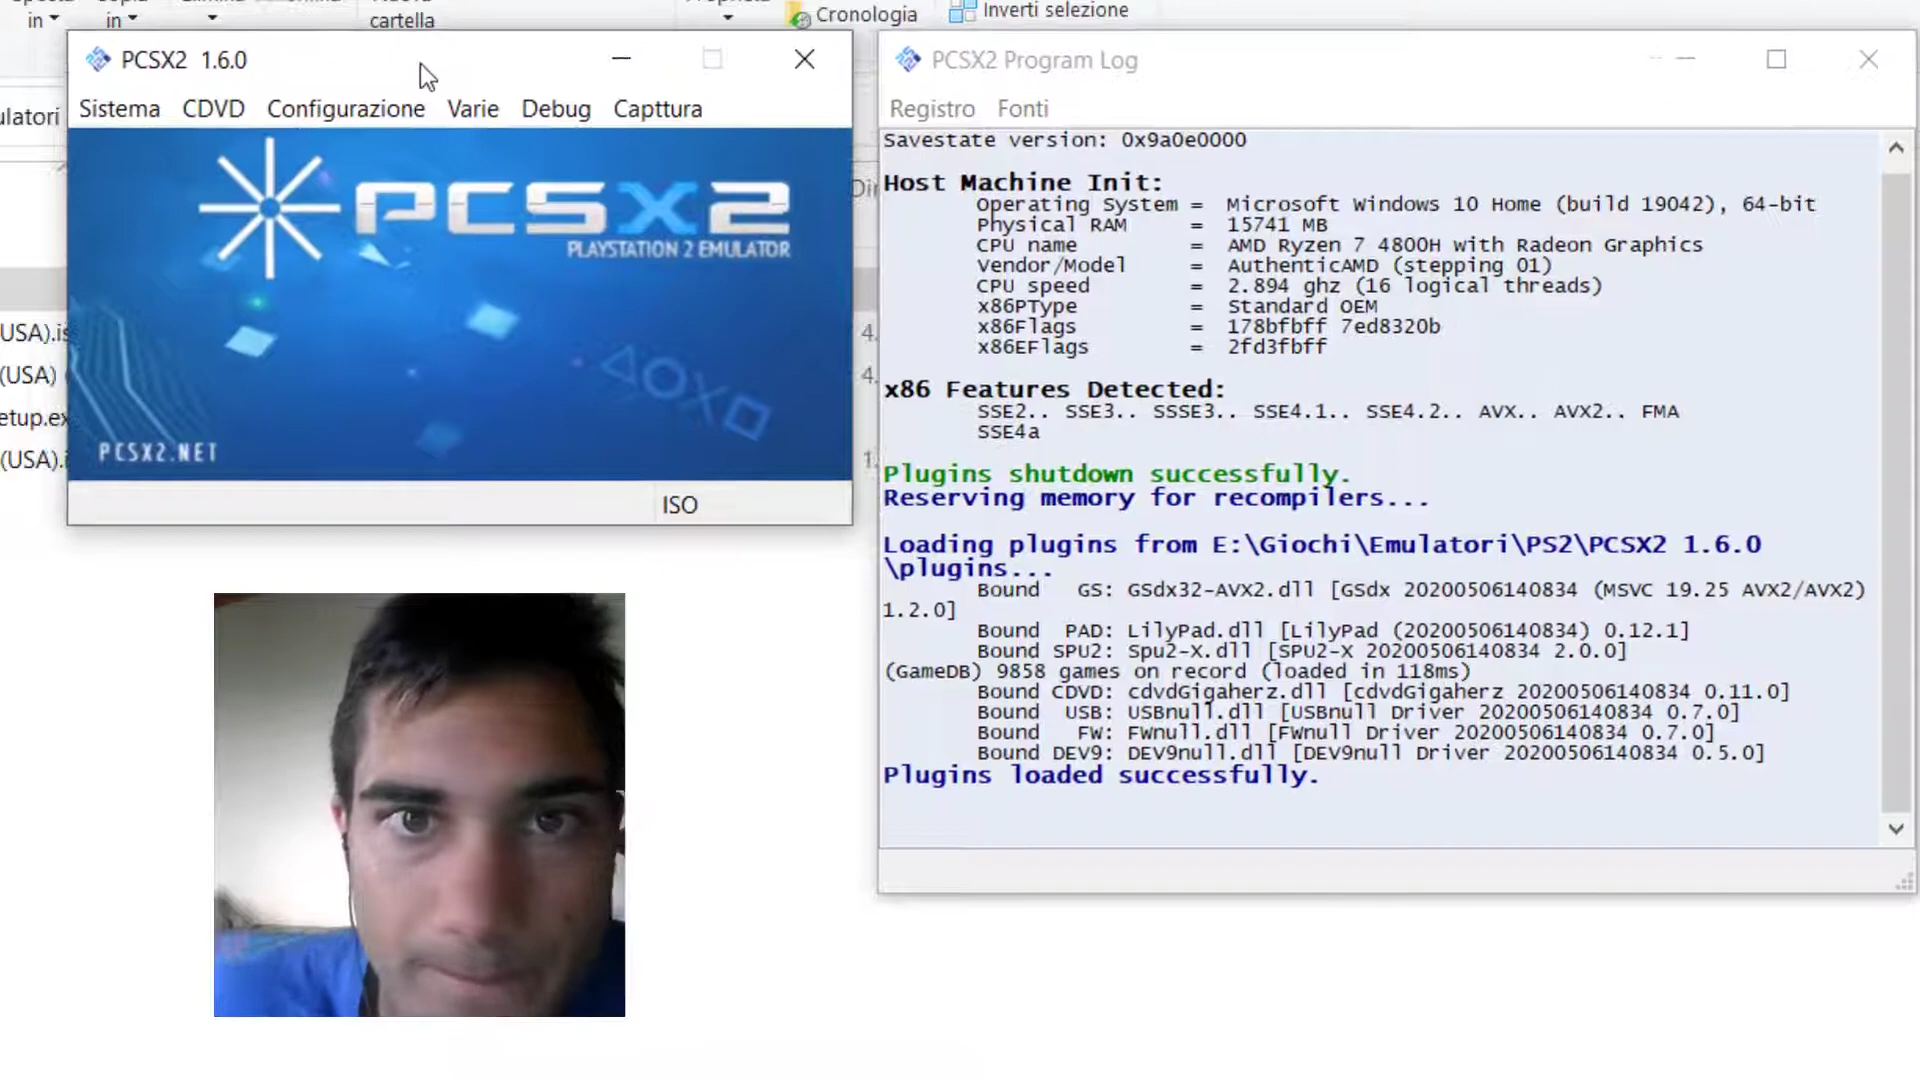 in
in
cartella
Cronologia
Inverti selezione
PCSX2 1.6.0
Sistema CDVD Configurazione Varie Debug Capttura
PCSX2
PLAYSTATION 2 EMULATOR
PCSX2.NET
ISO
ulatori
USA).is
(USA)
etup.ex
(USA).i
4.
4.
1.
PCSX2 Program Log
Registro Fonti
Savestate version: 0x9a0e0000
Host Machine Init:
Operating System = Microsoft Windows 10 Home (build 19042), 64-bit
Physical RAM = 15741 MB
CPU name = AMD Ryzen 7 4800H with Radeon Graphics
Vendor/Model = AuthenticAMD (stepping 01)
CPU speed = 2.894 ghz (16 logical threads)
x86PType = Standard OEM
x86Flags = 178bfbff 7ed8320b
x86EFlags = 2fd3fbff
x86 Features Detected:
SSE2.. SSE3.. SSSE3.. SSE4.1.. SSE4.2.. AVX.. AVX2.. FMA
SSE4a
Plugins shutdown successfully.
Reserving memory for recompilers...
Loading plugins from E:\Giochi\Emulatori\PS2\PCSX2 1.6.0
\plugins...
Bound GS: GSdx32-AVX2.dll [GSdx 20200506140834 (MSVC 19.25 AVX2/AVX2)
1.2.0]
Bound PAD: LilyPad.dll [LilyPad (20200506140834) 0.12.1]
Bound SPU2: Spu2-X.dll [SPU2-X 20200506140834 2.0.0]
(GameDB) 9858 games on record (loaded in 118ms)
Bound CDVD: cdvdGigaherz.dll [cdvdGigaherz 20200506140834 0.11.0]
Bound USB: USBnull.dll [USBnull Driver 20200506140834 0.7.0]
Bound FW: FWnull.dll [FWnull Driver 20200506140834 0.7.0]
Bound DEV9: DEV9null.dll [DEV9null Driver 20200506140834 0.5.0]
Plugins loaded successfully.